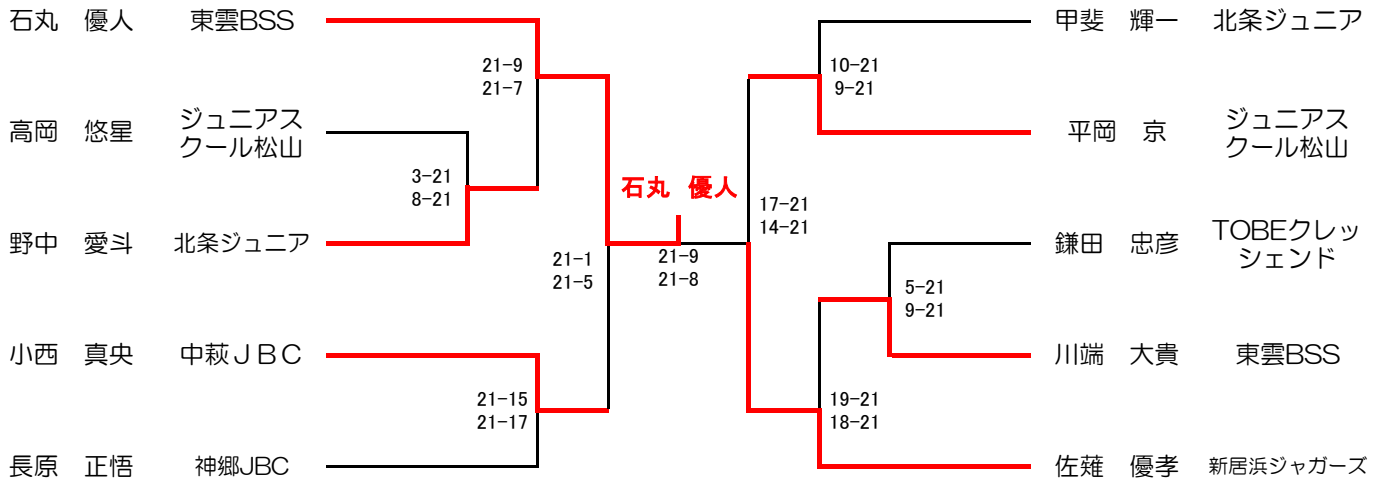 石丸　優人　東雲BSS
21-9
21-7
高岡　悠星　ジュニアス
クール松山
3-21
8-21
野中　愛斗　北条ジュニア
21-1
21-5
小西　真央　中萩ＪＢＣ
21-15
21-17
長原　正悟　神郷JBC
石丸　優人
21-9
21-8
甲斐　輝一　北条ジュニア
10-21
9-21
平岡　京　ジュニアス
クール松山
17-21
14-21
鎌田　忠彦　TOBEクレッ
シェンド
5-21
9-21
川端　大貴　東雲BSS
19-21
18-21
佐薙　優孝　新居浜ジャガーズ